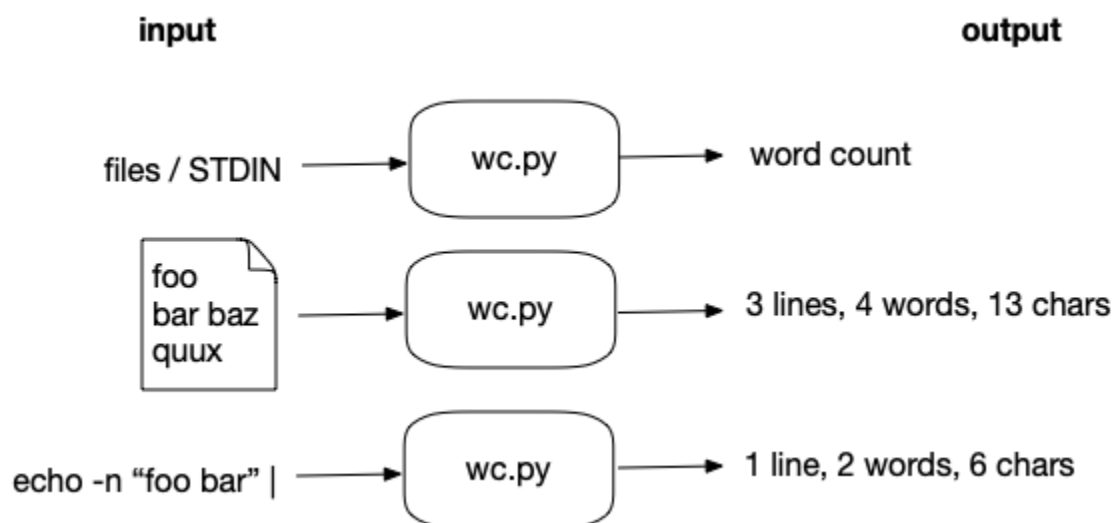 input output
files / STDIN wc.py word count
foo
bar baz
quux
wc.py 3 lines, 4 words, 13 chars
echo -n “foo bar” | wc.py 1 line, 2 words, 6 chars